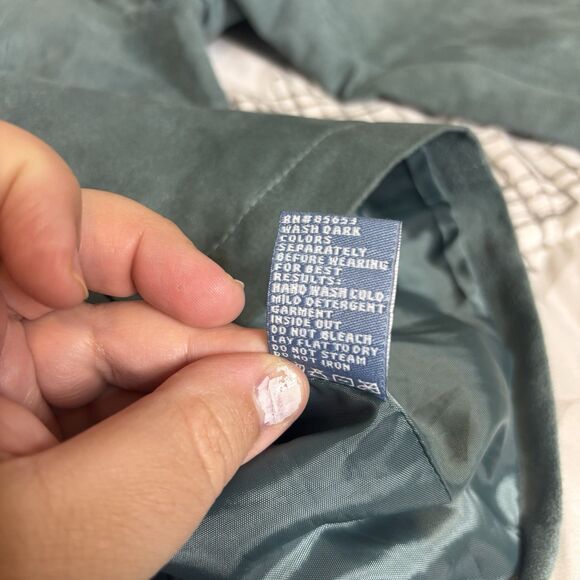 RN#85653
WASH DARK
COLORS
SEPARATELY
BEFORE WEARING
FOR BEST
RESULTS:
HAND WASH COLD
MILD DETERGENT
GARMENT
INSIDE OUT
DO NOT BLEACH
LAY FLAT TO DRY
DO NOT STEAM
DO NOT IRON